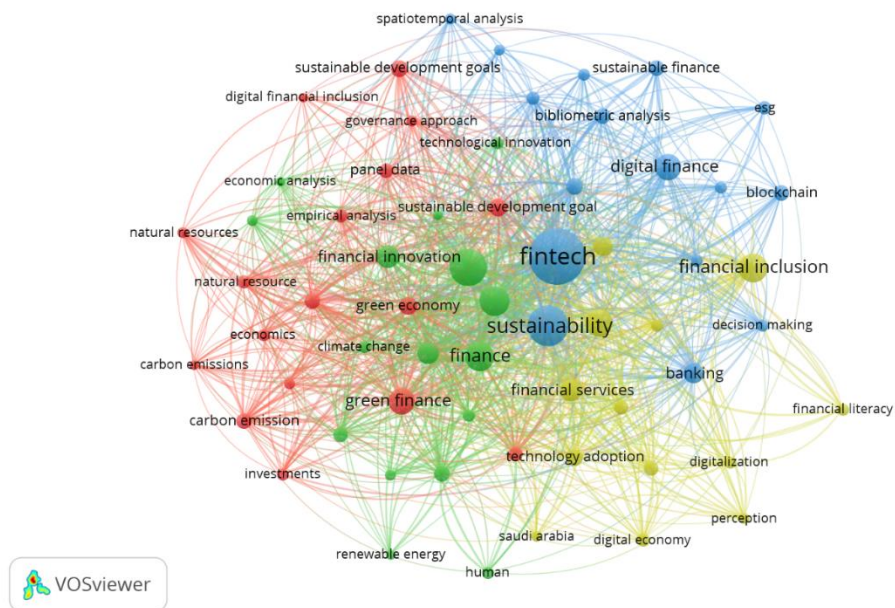 spatiotemporal analysis
sustainable development goals
sustainable finance
digital financial inclusion
esg
governance approach
bibliometric analysis
technological innovation
panel data
digital finance
economic analysis
blockchain
empirical analysis
sustainable development goal
natural resources
financial innovation
fintech
financial inclusion
natural resource
green economy
sustainability
decision making
economics
climate change
finance
carbon emissions
banking
green finance
financial services
financial literacy
carbon emission
technology adoption
digitalization
investments
perception
saudi arabia
digital economy
renewable energy
human
VOSviewer